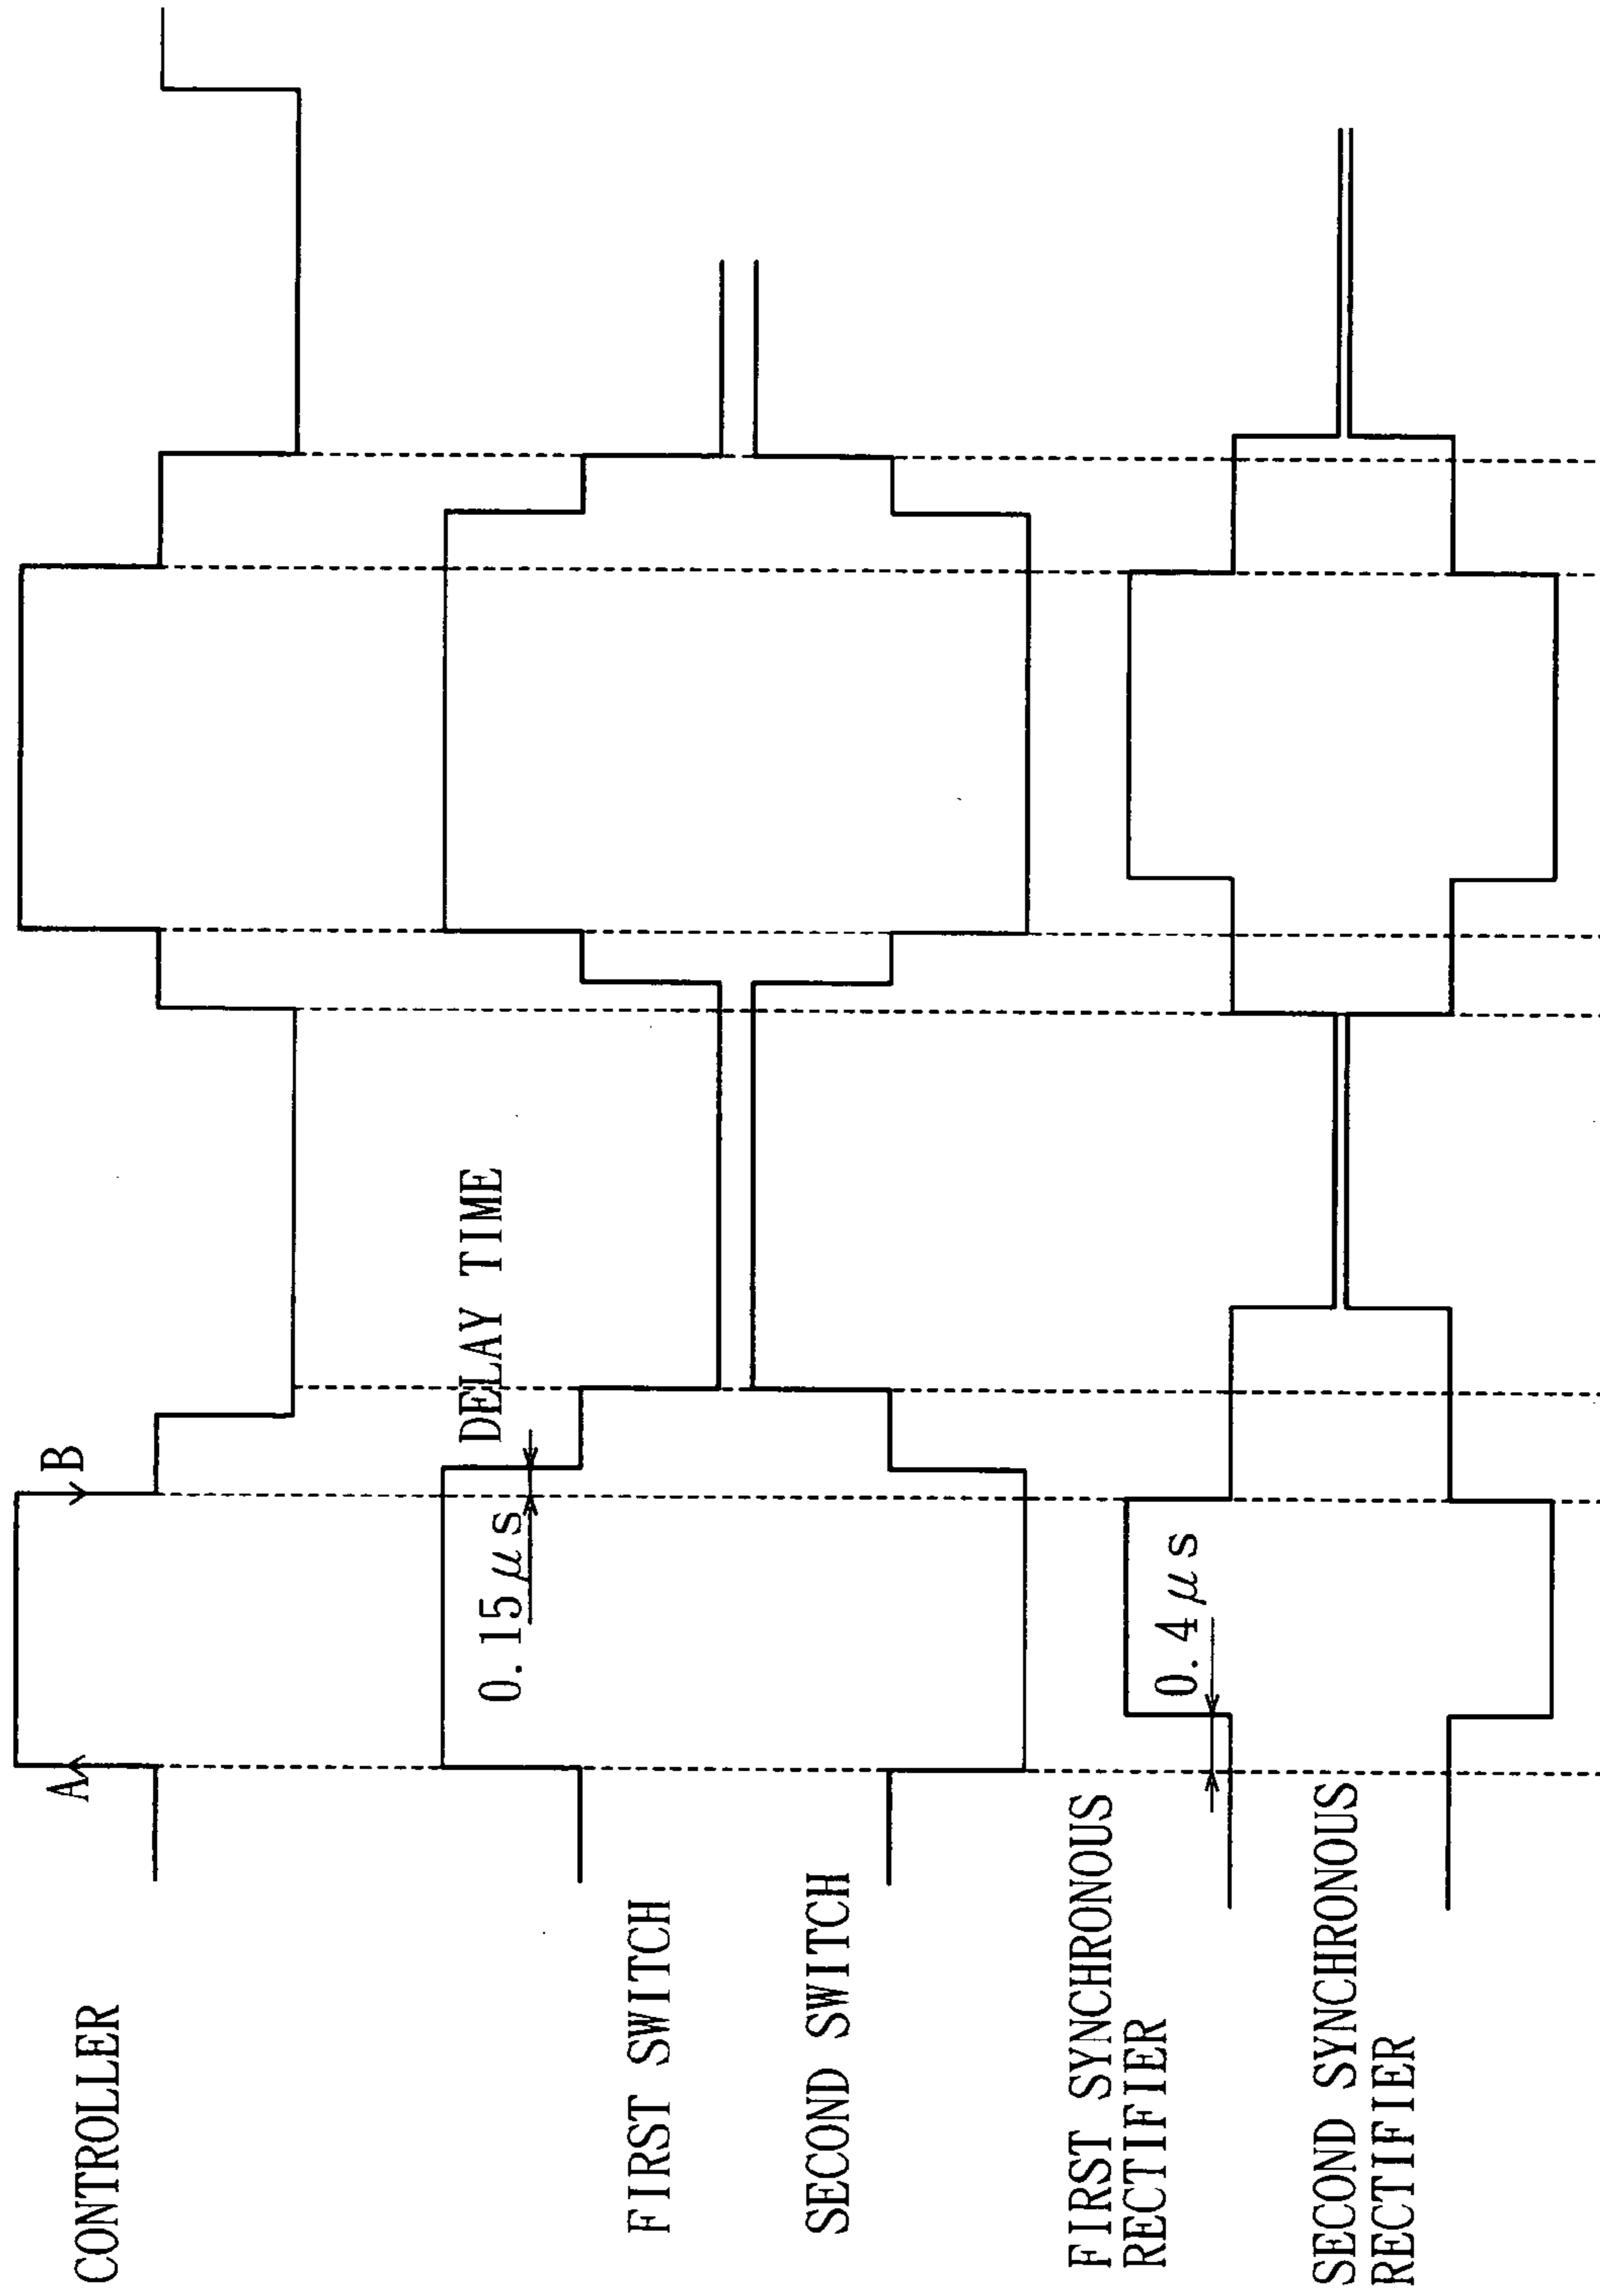 CONTROLLER
A
B
FIRST SWITCH
0.15μs
DELAY TIME
SECOND SWITCH
FIRST SYNCHRONOUS
RECTIFIER
0.4μs
SECOND SYNCHRONOUS
RECTIFIER